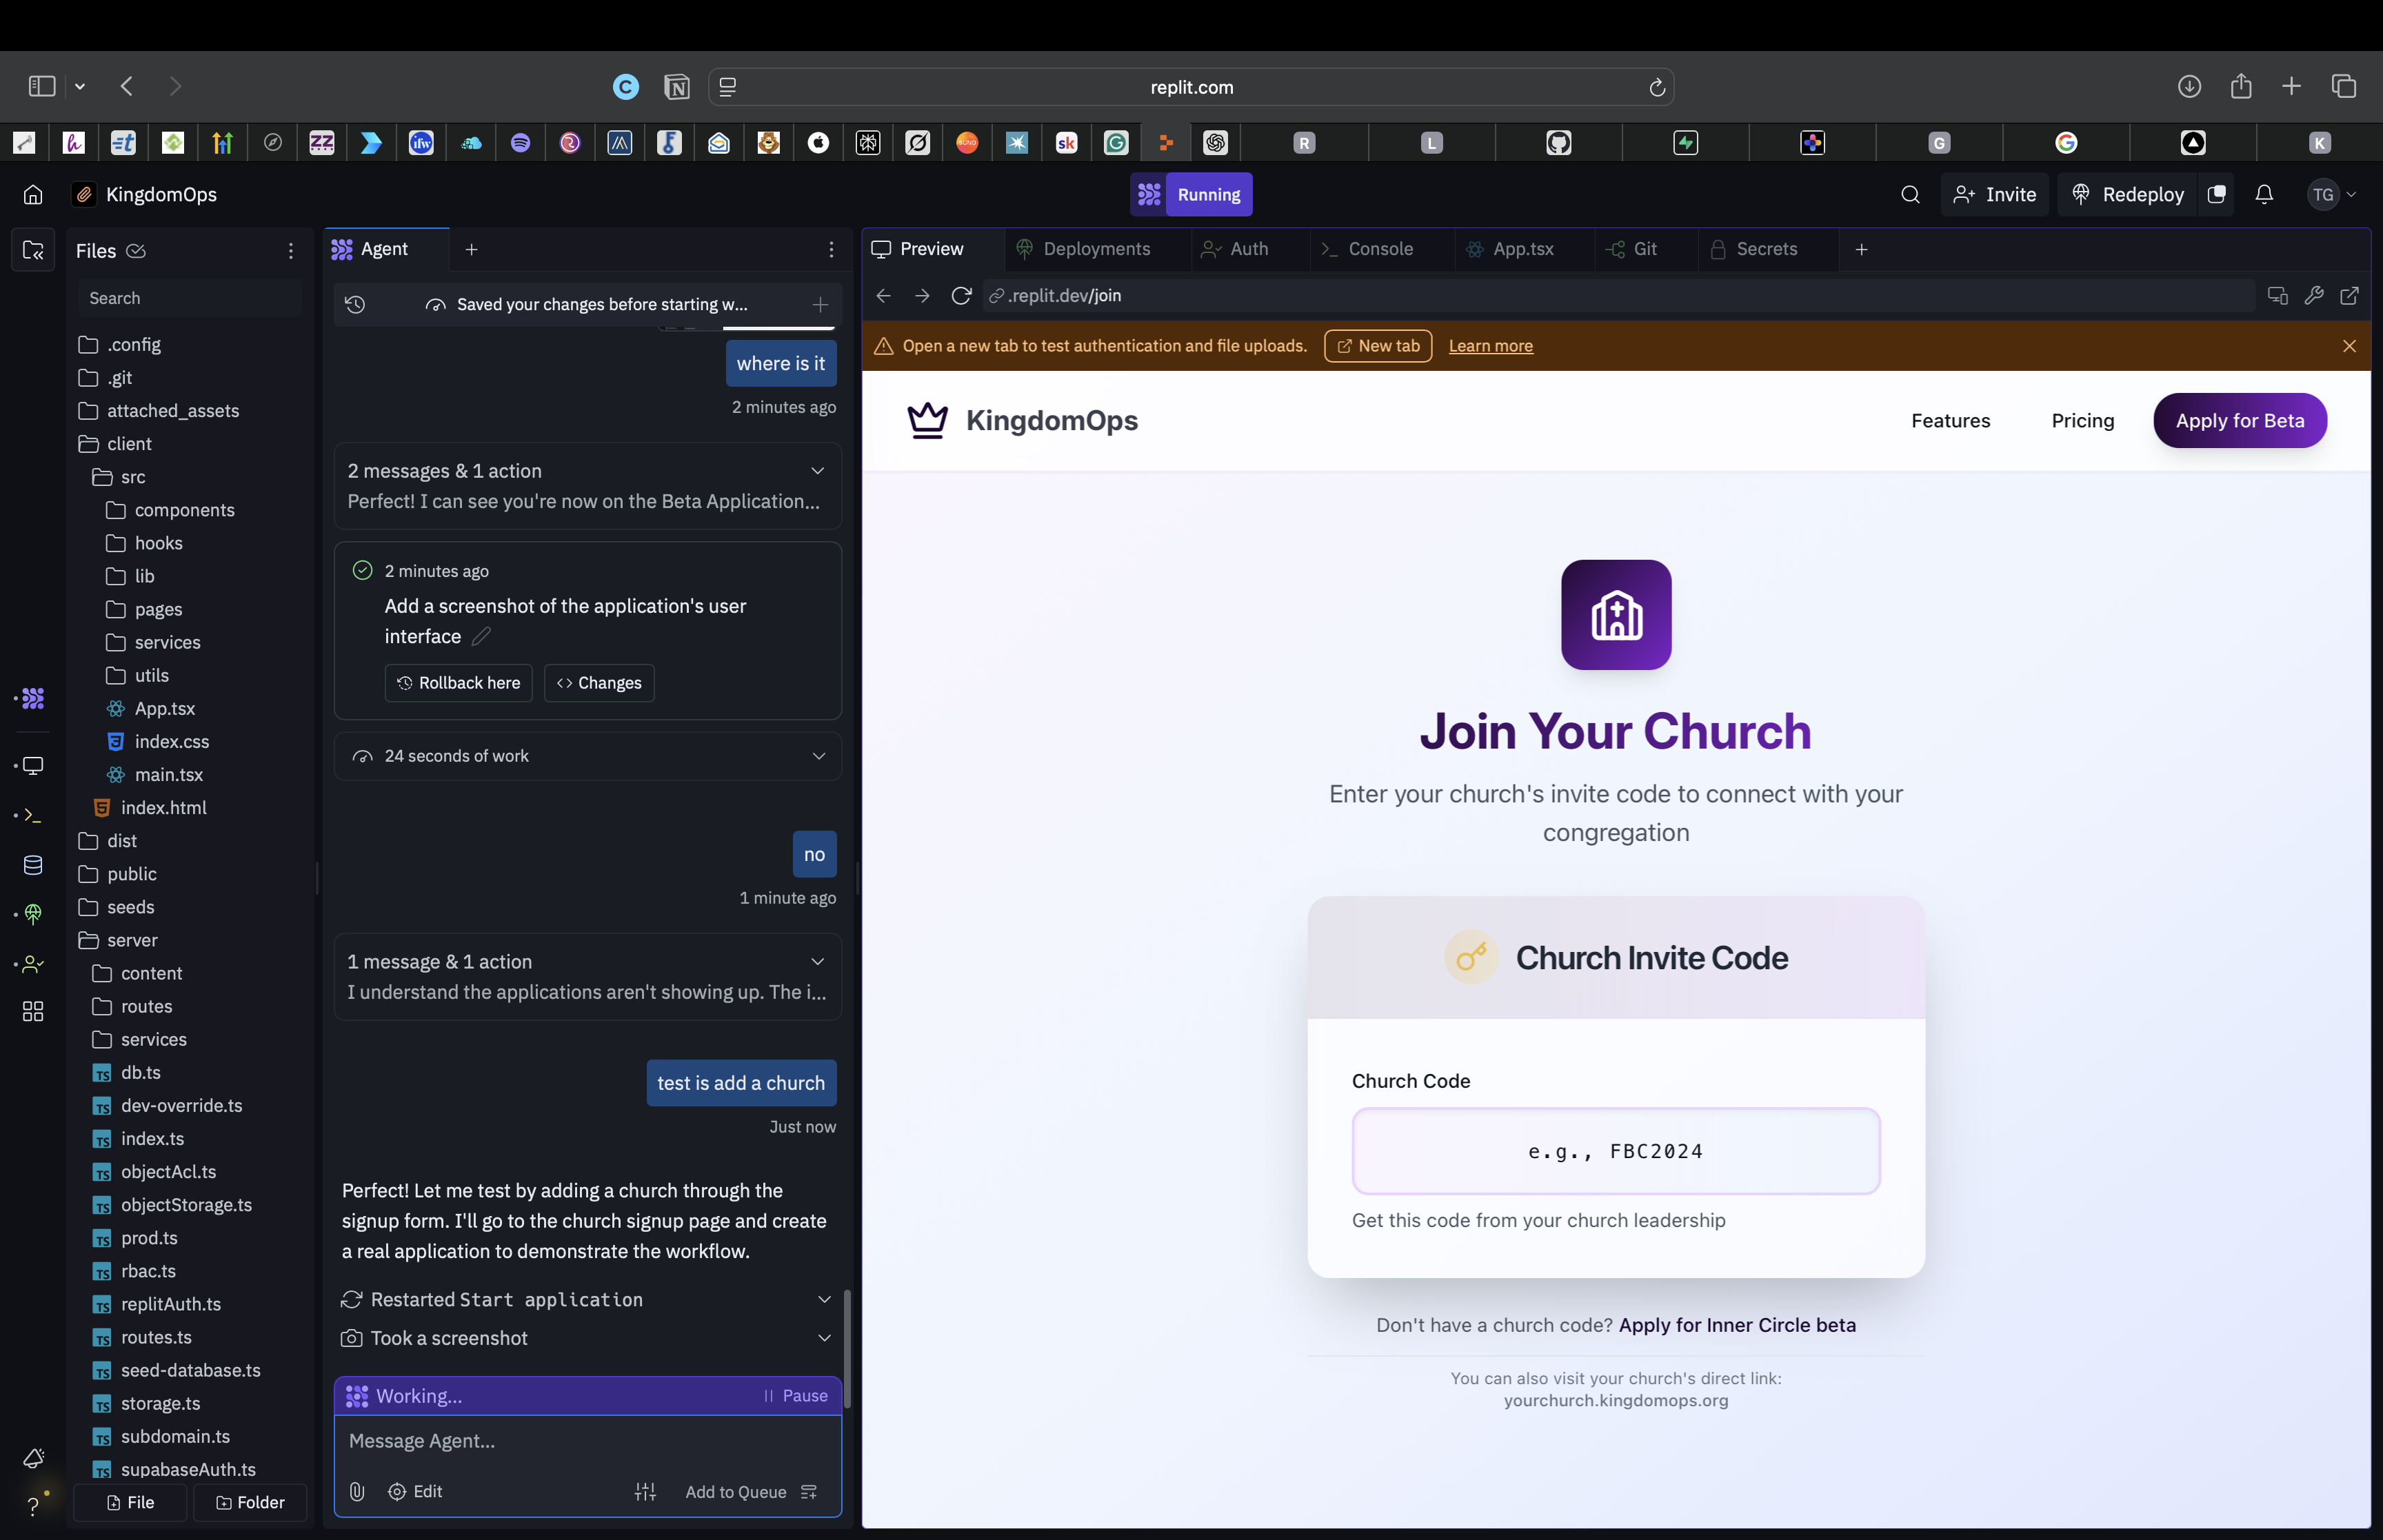 replit.com
R
L
G
K
KingdomOps
Running
Invite
Redeploy
TG
Files
Search
.config
.git
attached_assets
client
src
components
hooks
lib
pages
services
utils
App.tsx
index.css
main.tsx
index.html
dist
public
seeds
server
content
routes
services
db.ts
dev-override.ts
index.ts
objectAcl.ts
objectStorage.ts
prod.ts
rbac.ts
replitAuth.ts
routes.ts
seed-database.ts
storage.ts
subdomain.ts
supabaseAuth.ts
File
Folder
Agent
Saved your changes before starting w...
where is it
2 minutes ago
2 messages & 1 action
Perfect! I can see you're now on the Beta Application...
2 minutes ago
Add a screenshot of the application's user
interface
Rollback here
Changes
24 seconds of work
no
1 minute ago
1 message & 1 action
I understand the applications aren't showing up. The i...
test is add a church
Just now
Perfect! Let me test by adding a church through the
signup form. I'll go to the church signup page and create
a real application to demonstrate the workflow.
Restarted Start application
Took a screenshot
Working...
Pause
Message Agent...
Edit
Add to Queue
Preview
Deployments
Auth
Console
App.tsx
Git
Secrets
.replit.dev/join
Open a new tab to test authentication and file uploads.
New tab
Learn more
KingdomOps
Features
Pricing
Apply for Beta
Join Your Church
Enter your church's invite code to connect with your
congregation
Church Invite Code
Church Code
e.g., FBC2024
Get this code from your church leadership
Don't have a church code? Apply for Inner Circle beta
You can also visit your church's direct link:
yourchurch.kingdomops.org